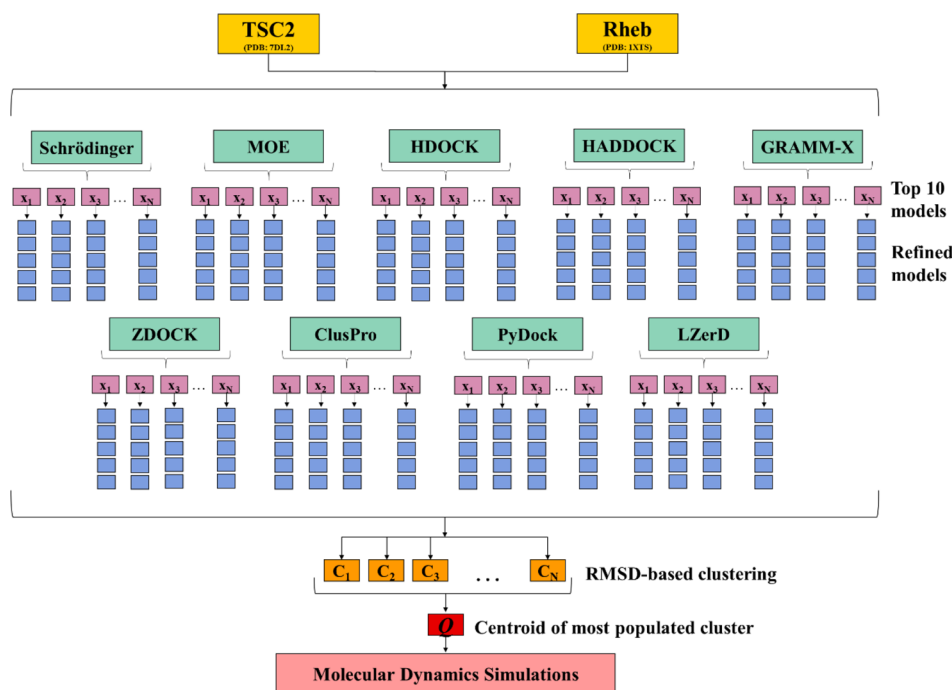 TSC2
(PDB: 7DL2)
Rheb
(PDB: 1XTS)
Schrödinger
MOE
HDOCK
HADDOCK
GRAMM-X
x1 x2 x3 ... xN
x1 x2 x3 ... xN
x1 x2 x3 ... xN
x1 x2 x3 ... xN
x1 x2 x3 ... xN
Top 10
models
Refined
models
ZDOCK
ClusPro
PyDock
LZerD
x1 x2 x3 ... xN
x1 x2 x3 ... xN
x1 x2 x3 ... xN
x1 x2 x3 ... xN
C1 C2 C3 ... CN
RMSD-based clustering
Q
Centroid of most populated cluster
Molecular Dynamics Simulations